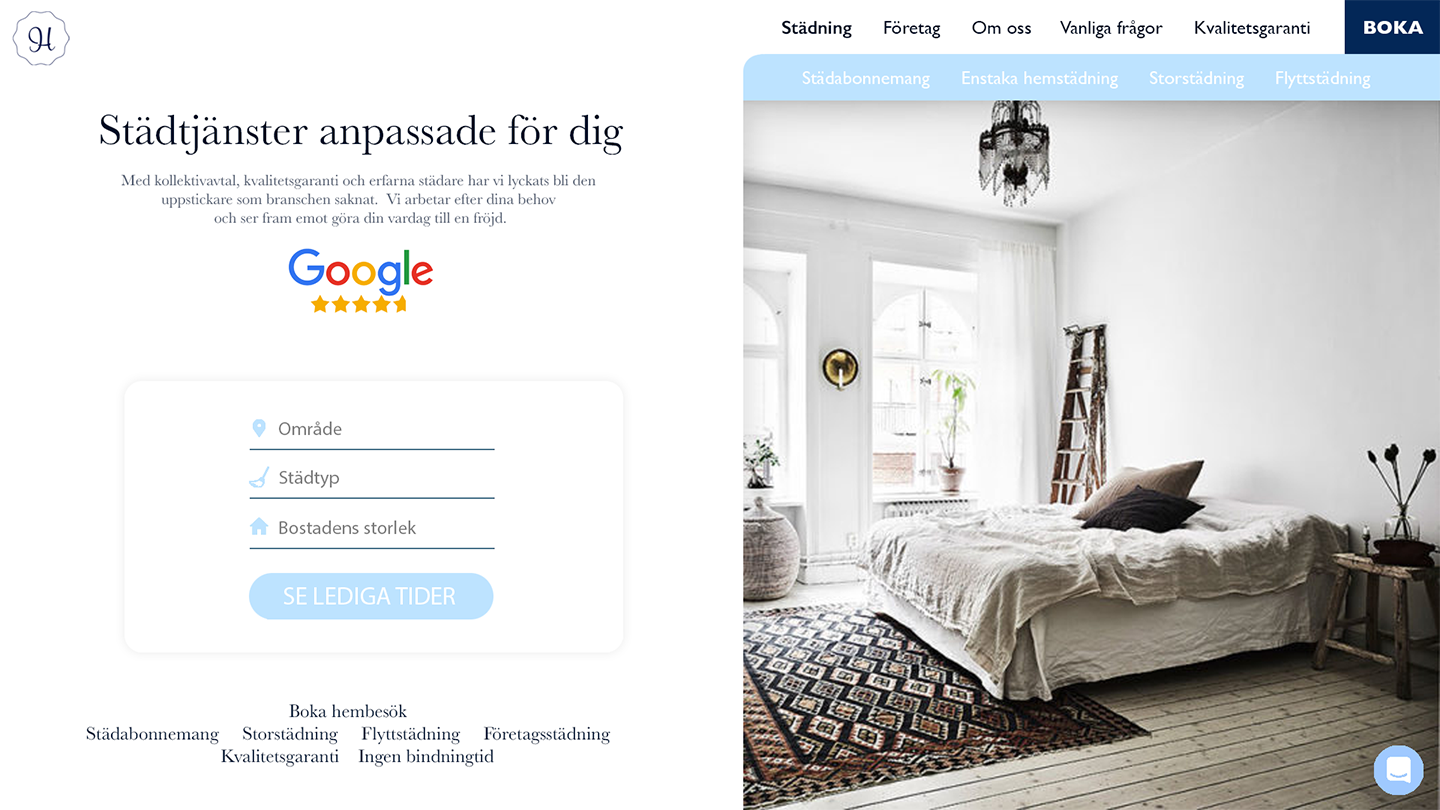 H
Städning Företag Om oss Vanliga frågor Kvalitetsgaranti BOKA
Städabonnemang Enstaka hemstädning Storstädning Flyttstädning
Städtjänster anpassade för dig
Med kollektivavtal, kvalitetsgaranti och erfarna städare har vi lyckats bli den
uppstickare som branschen saknat. Vi arbetar efter dina behov
och ser fram emot göra din vardag till en fröjd.
Google
Område
Städtyp
Bostadens storlek
SE LEDIGA TIDER
Boka hembesök
Städabonnemang Storstädning Flyttstädning Företagsstädning
Kvalitetsgaranti Ingen bindningtid